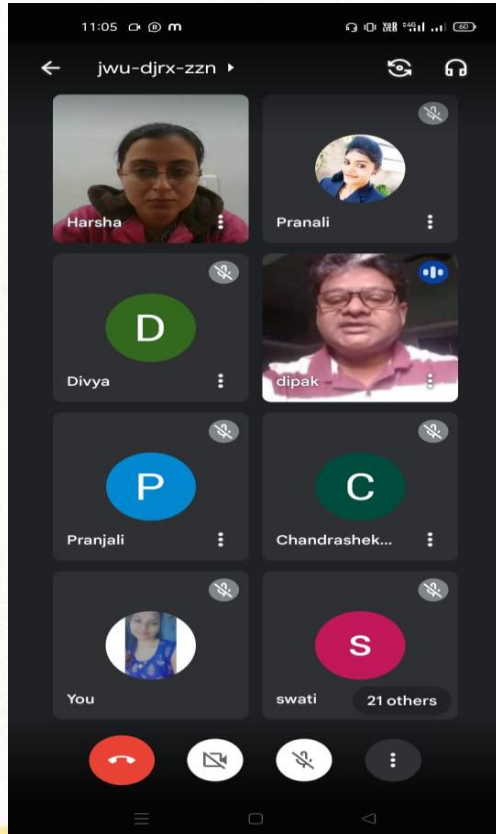 11:05
jwu-djrx-zzn
Harsha
Pranali
D
Divya
dipak
P
Pranjali
C
Chandrashek...
You
S
swati
21 others